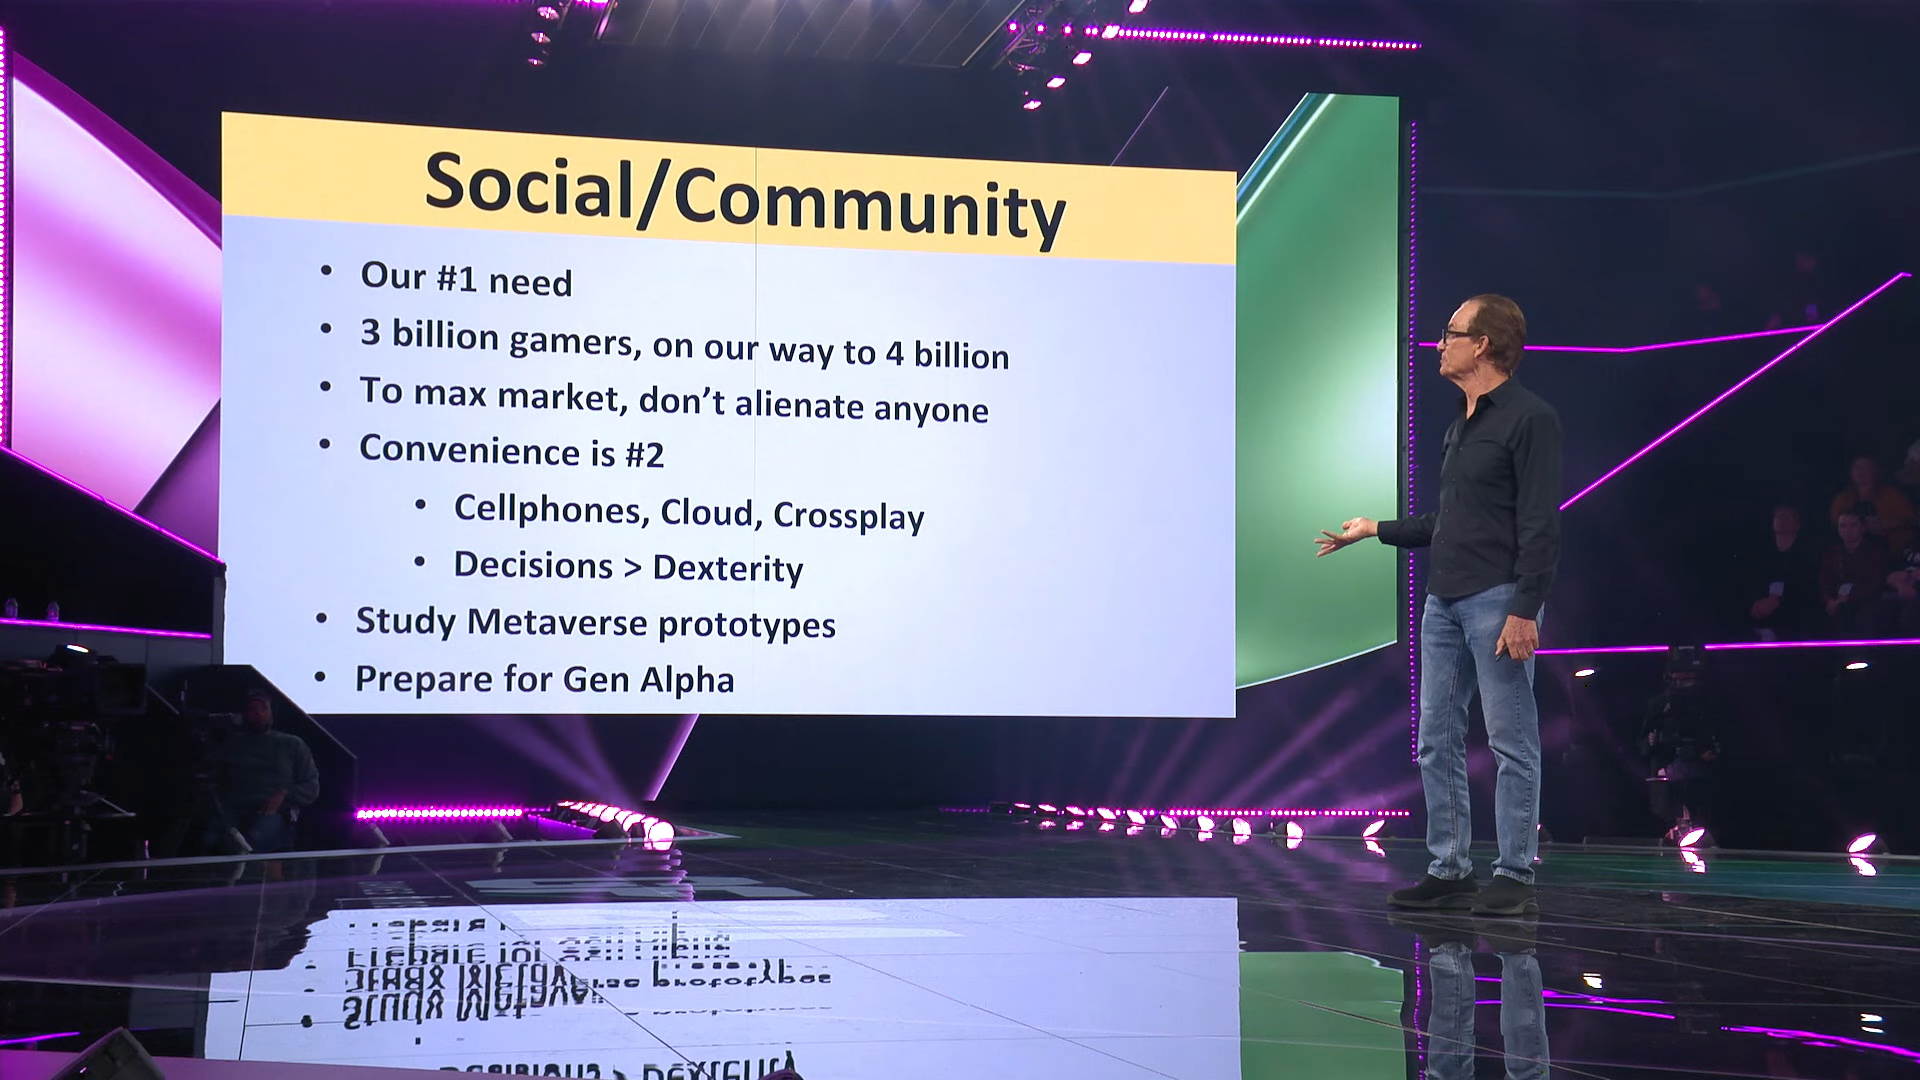 Social/Community
• Our #1 need
• 3 billion gamers, on our way to 4 billion
• To max market, don’t alienate anyone
• Convenience is #2
• Cellphones, Cloud, Crossplay
• Decisions > Dexterity
• Study Metaverse prototypes
• Prepare for Gen Alpha